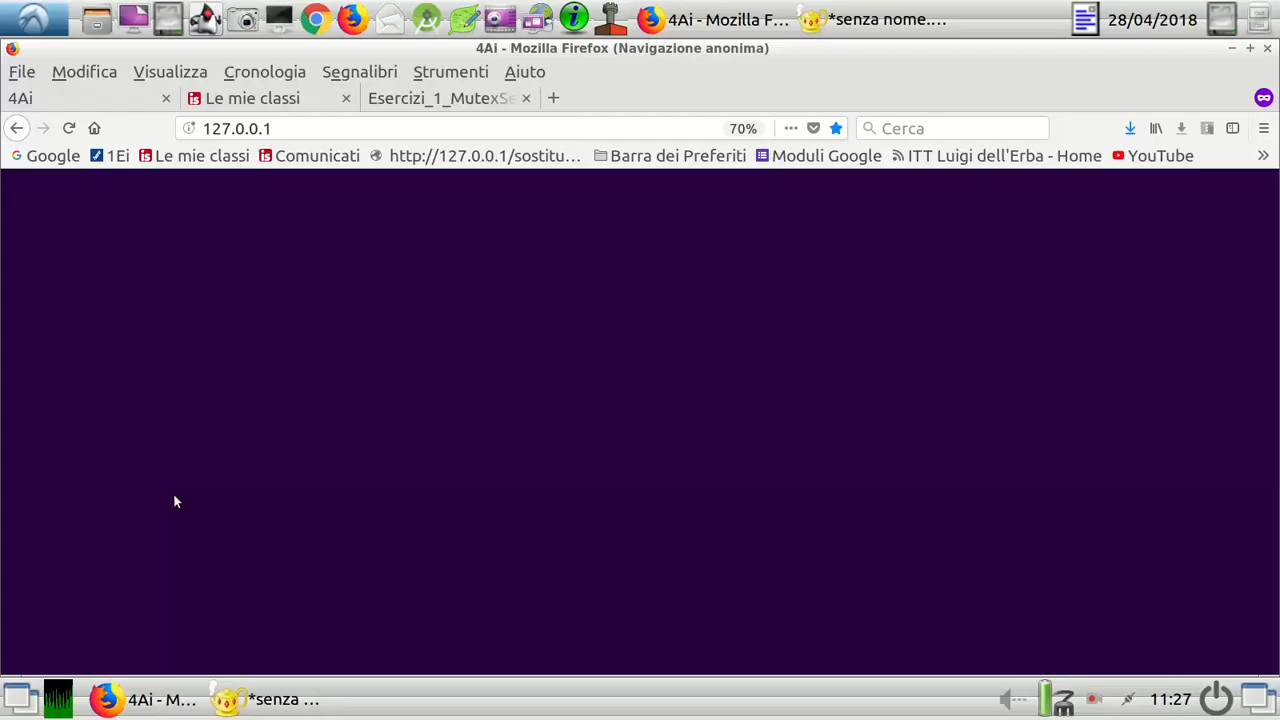 4Ai - Mozilla F... *senza nome.... 28/04/2018
4Ai - Mozilla Firefox (Navigazione anonima)
File Modifica Visualizza Cronologia Segnalibri Strumenti Aiuto
4Ai Le mie classi Esercizi_1_MutexSe
127.0.0.1 70% Cerca
Google 1Ei Le mie classi Comunicati http://127.0.0.1/sostitu... Barra dei Preferiti Moduli Google ITT Luigi dell'Erba - Home YouTube
4Ai - M... *senza ... 11:27